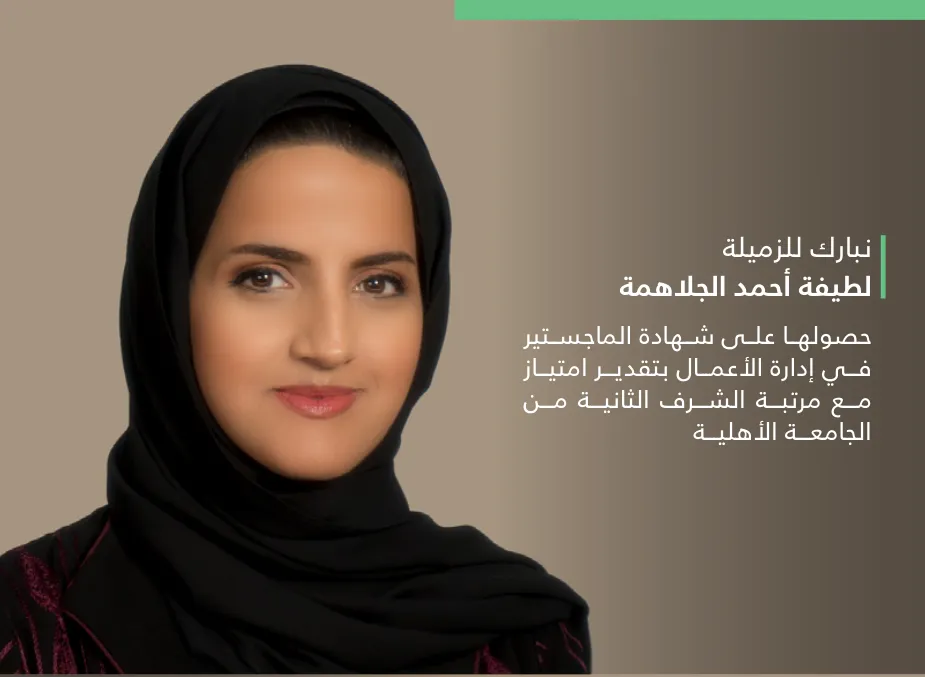 نبارك للزميلة
لطيفة أحمد الجلاهمة
حصولها على شهادة الماجستير
في إدارة الأعمال بتقدير امتياز
مع مرتبة الشرف الثانية من
الجامعة الأهلية